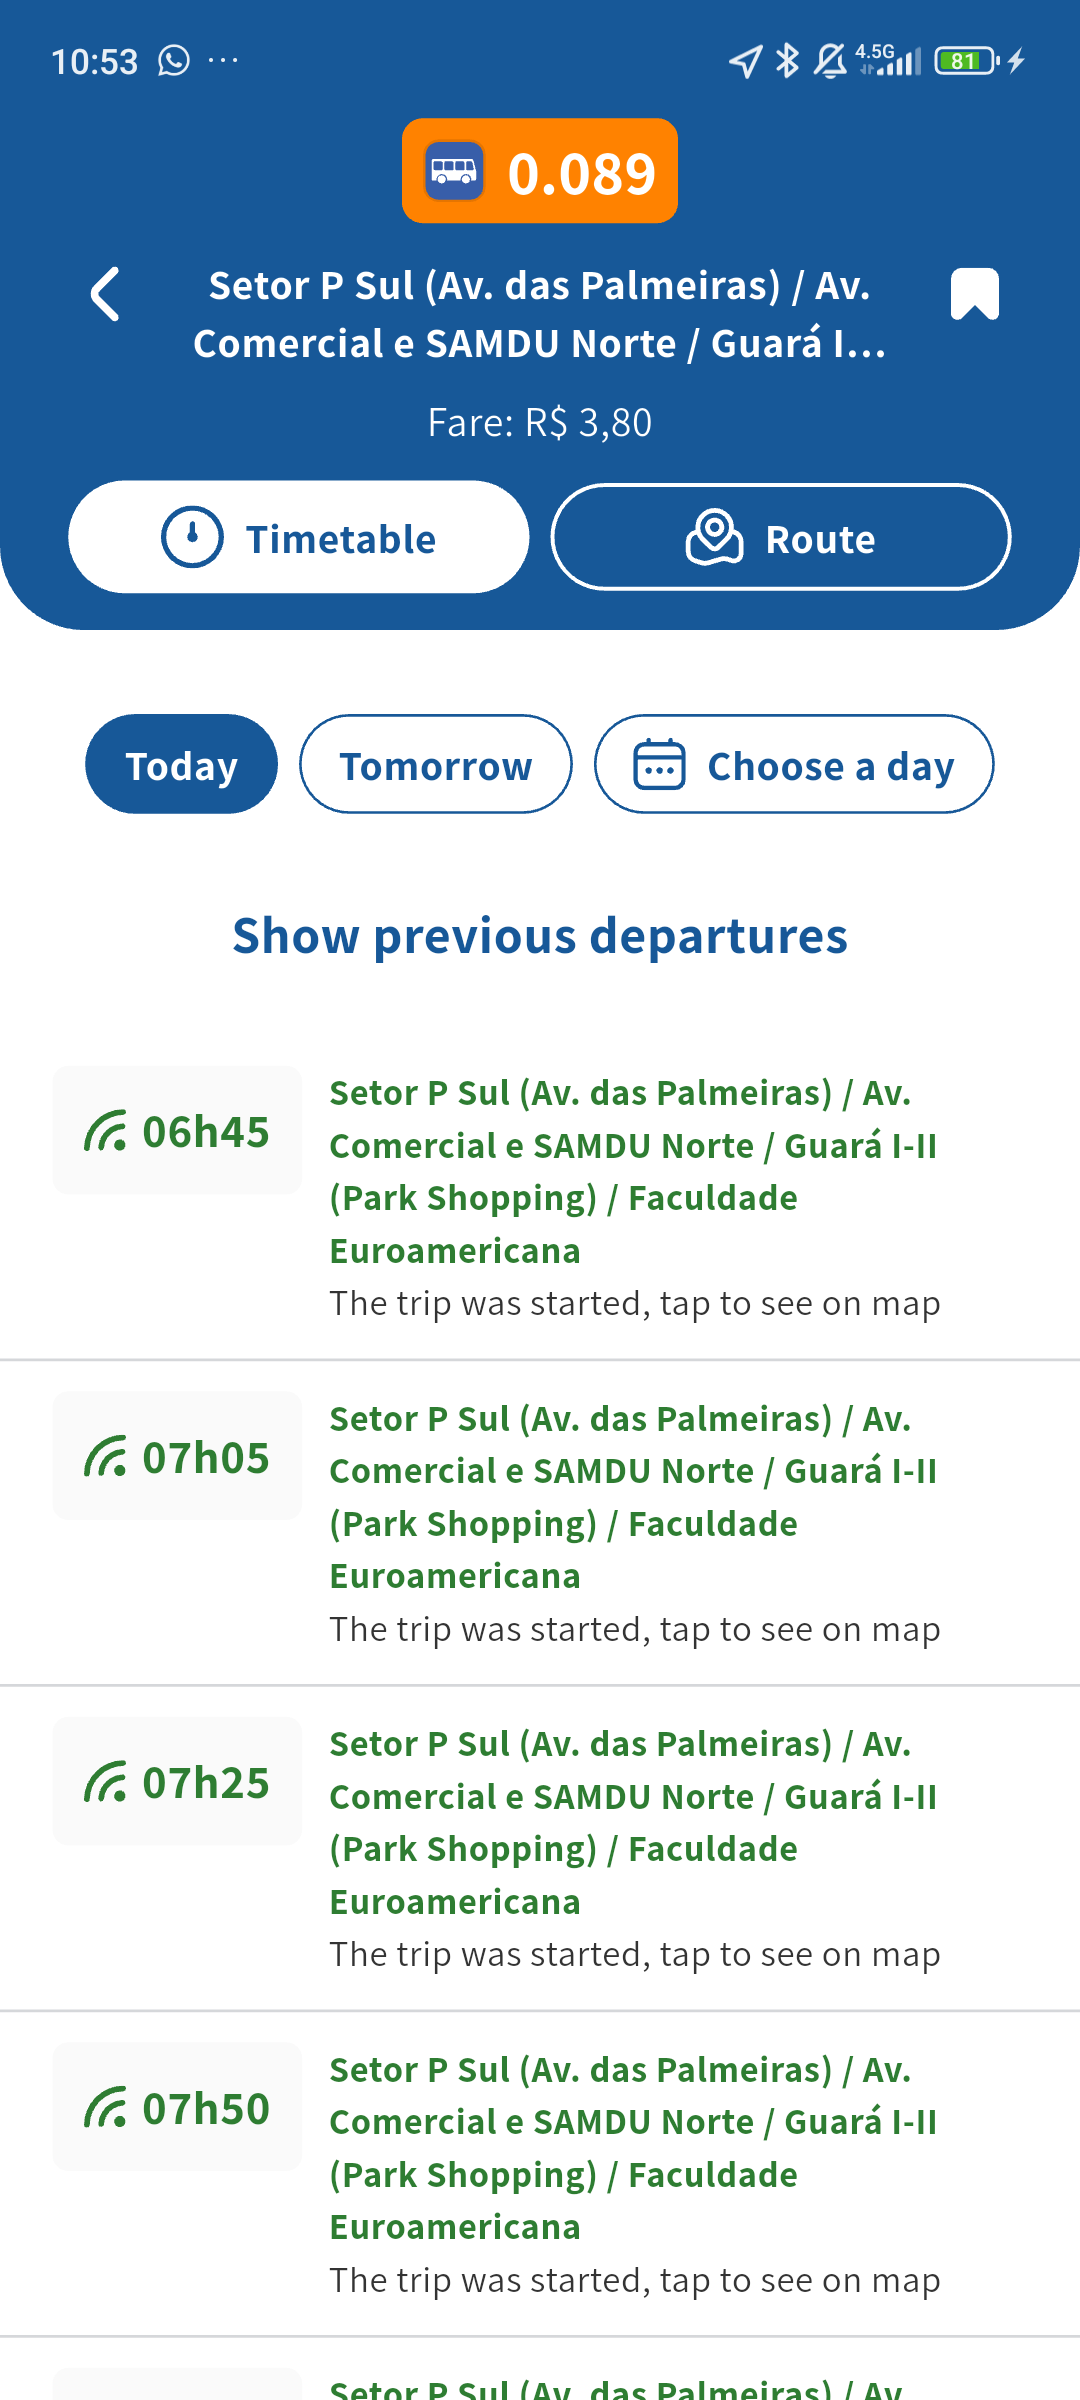 10:53 ... 4.5G 81
0.089
Setor P Sul (Av. das Palmeiras) / Av.
Comercial e SAMDU Norte / Guará I...
Fare: R$ 3,80
Timetable Route
Today Tomorrow Choose a day
Show previous departures
06h45
Setor P Sul (Av. das Palmeiras) / Av.
Comercial e SAMDU Norte / Guará I-II
(Park Shopping) / Faculdade
Euroamericana
The trip was started, tap to see on map
07h05
Setor P Sul (Av. das Palmeiras) / Av.
Comercial e SAMDU Norte / Guará I-II
(Park Shopping) / Faculdade
Euroamericana
The trip was started, tap to see on map
07h25
Setor P Sul (Av. das Palmeiras) / Av.
Comercial e SAMDU Norte / Guará I-II
(Park Shopping) / Faculdade
Euroamericana
The trip was started, tap to see on map
07h50
Setor P Sul (Av. das Palmeiras) / Av.
Comercial e SAMDU Norte / Guará I-II
(Park Shopping) / Faculdade
Euroamericana
The trip was started, tap to see on map
Setor P Sul (Av. das Palmeiras) / Av.